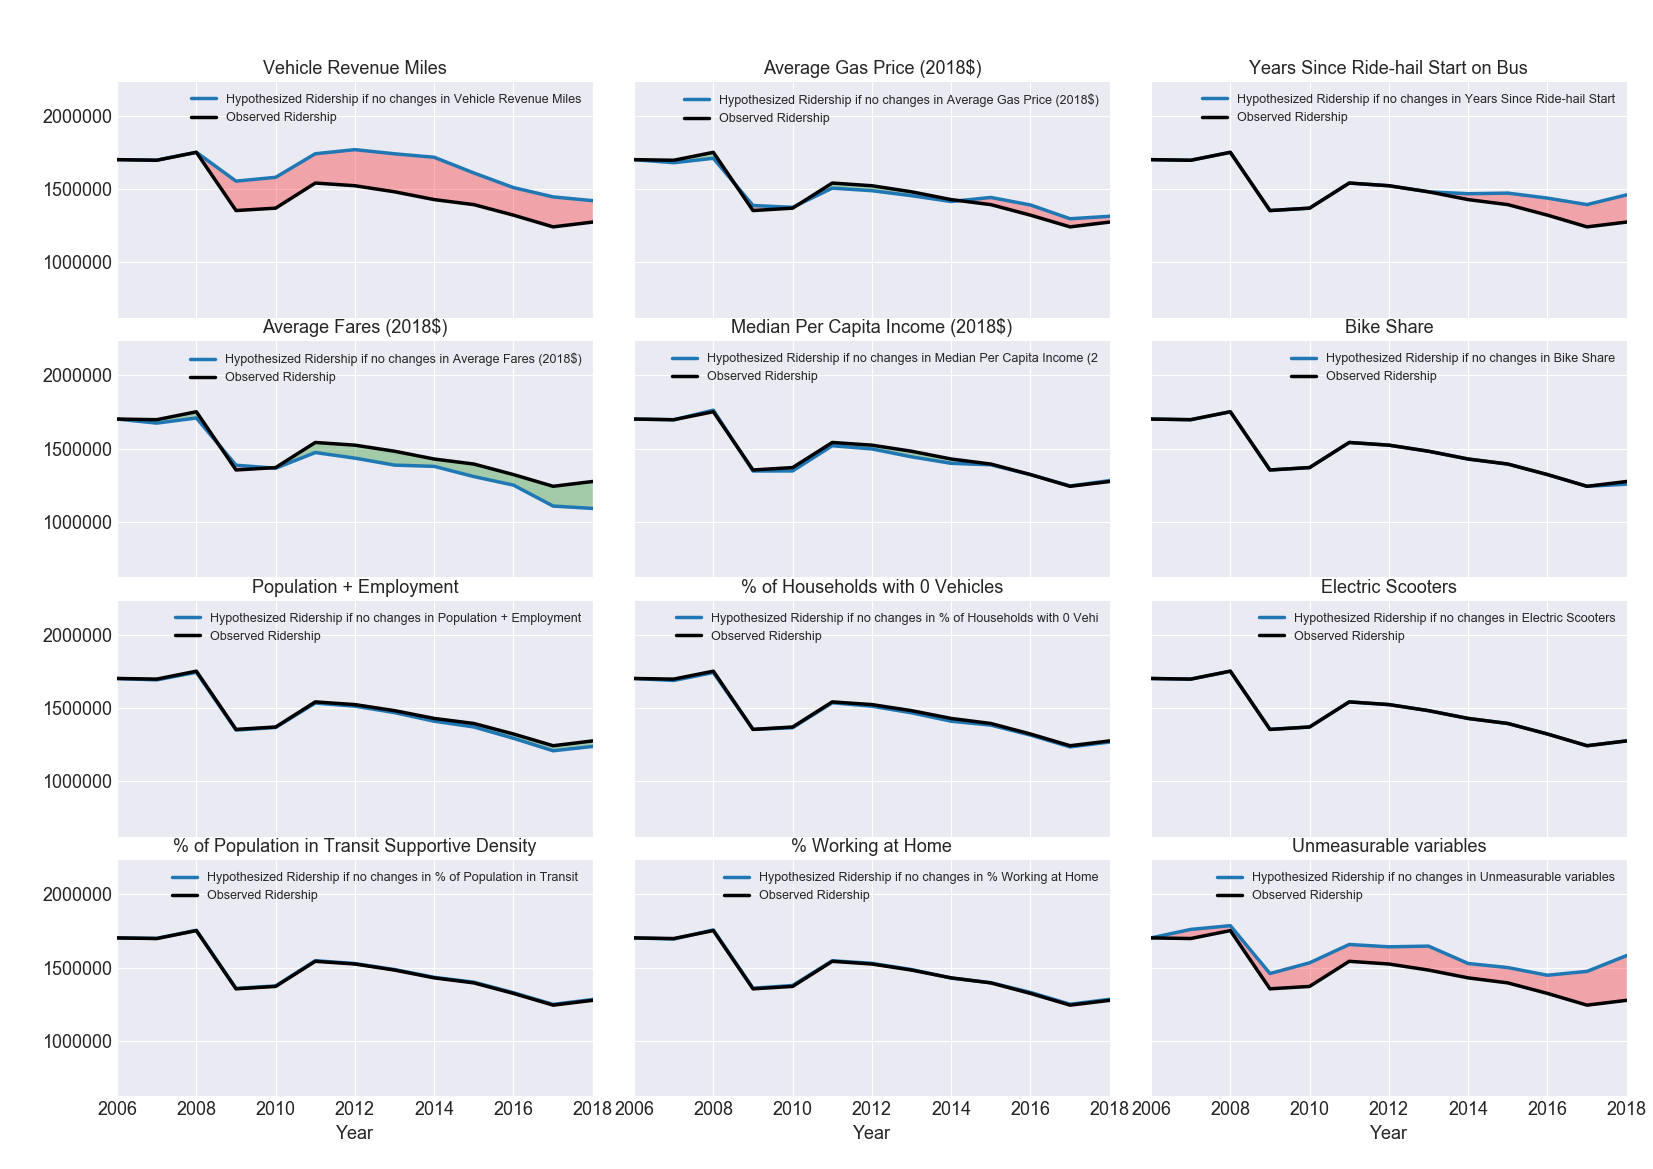 Vehicle Revenue Miles
Hypothesized Ridership if no changes in Vehicle Revenue Miles
Observed Ridership
2000000
1500000
1000000
Average Gas Price (2018$)
Hypothesized Ridership if no changes in Average Gas Price (2018$)
Observed Ridership
Years Since Ride-hail Start on Bus
Hypothesized Ridership if no changes in Years Since Ride-hail Start
Observed Ridership
Average Fares (2018$)
Hypothesized Ridership if no changes in Average Fares (2018$)
Observed Ridership
2000000
1500000
1000000
Median Per Capita Income (2018$)
Hypothesized Ridership if no changes in Median Per Capita Income (2
Observed Ridership
Bike Share
Hypothesized Ridership if no changes in Bike Share
Observed Ridership
Population + Employment
Hypothesized Ridership if no changes in Population + Employment
Observed Ridership
2000000
1500000
1000000
% of Households with 0 Vehicles
Hypothesized Ridership if no changes in % of Households with 0 Vehi
Observed Ridership
Electric Scooters
Hypothesized Ridership if no changes in Electric Scooters
Observed Ridership
% of Population in Transit Supportive Density
Hypothesized Ridership if no changes in % of Population in Transit
Observed Ridership
2000000
1500000
1000000
2006 2008 2010 2012 2014 2016 2018
Year
% Working at Home
Hypothesized Ridership if no changes in % Working at Home
Observed Ridership
2006 2008 2010 2012 2014 2016 2018
Year
Unmeasurable variables
Hypothesized Ridership if no changes in Unmeasurable variables
Observed Ridership
2006 2008 2010 2012 2014 2016 2018
Year